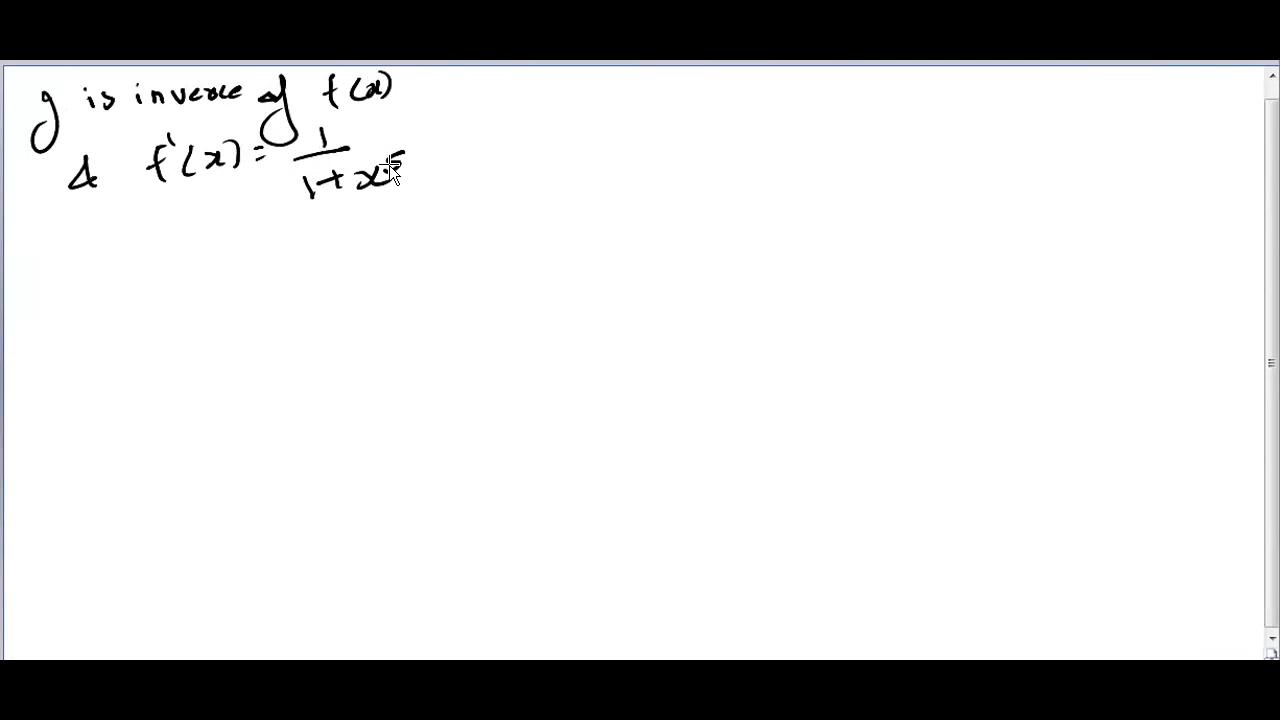 g is inverse of f(x)
& f'(x) = 1/(1+x^5)